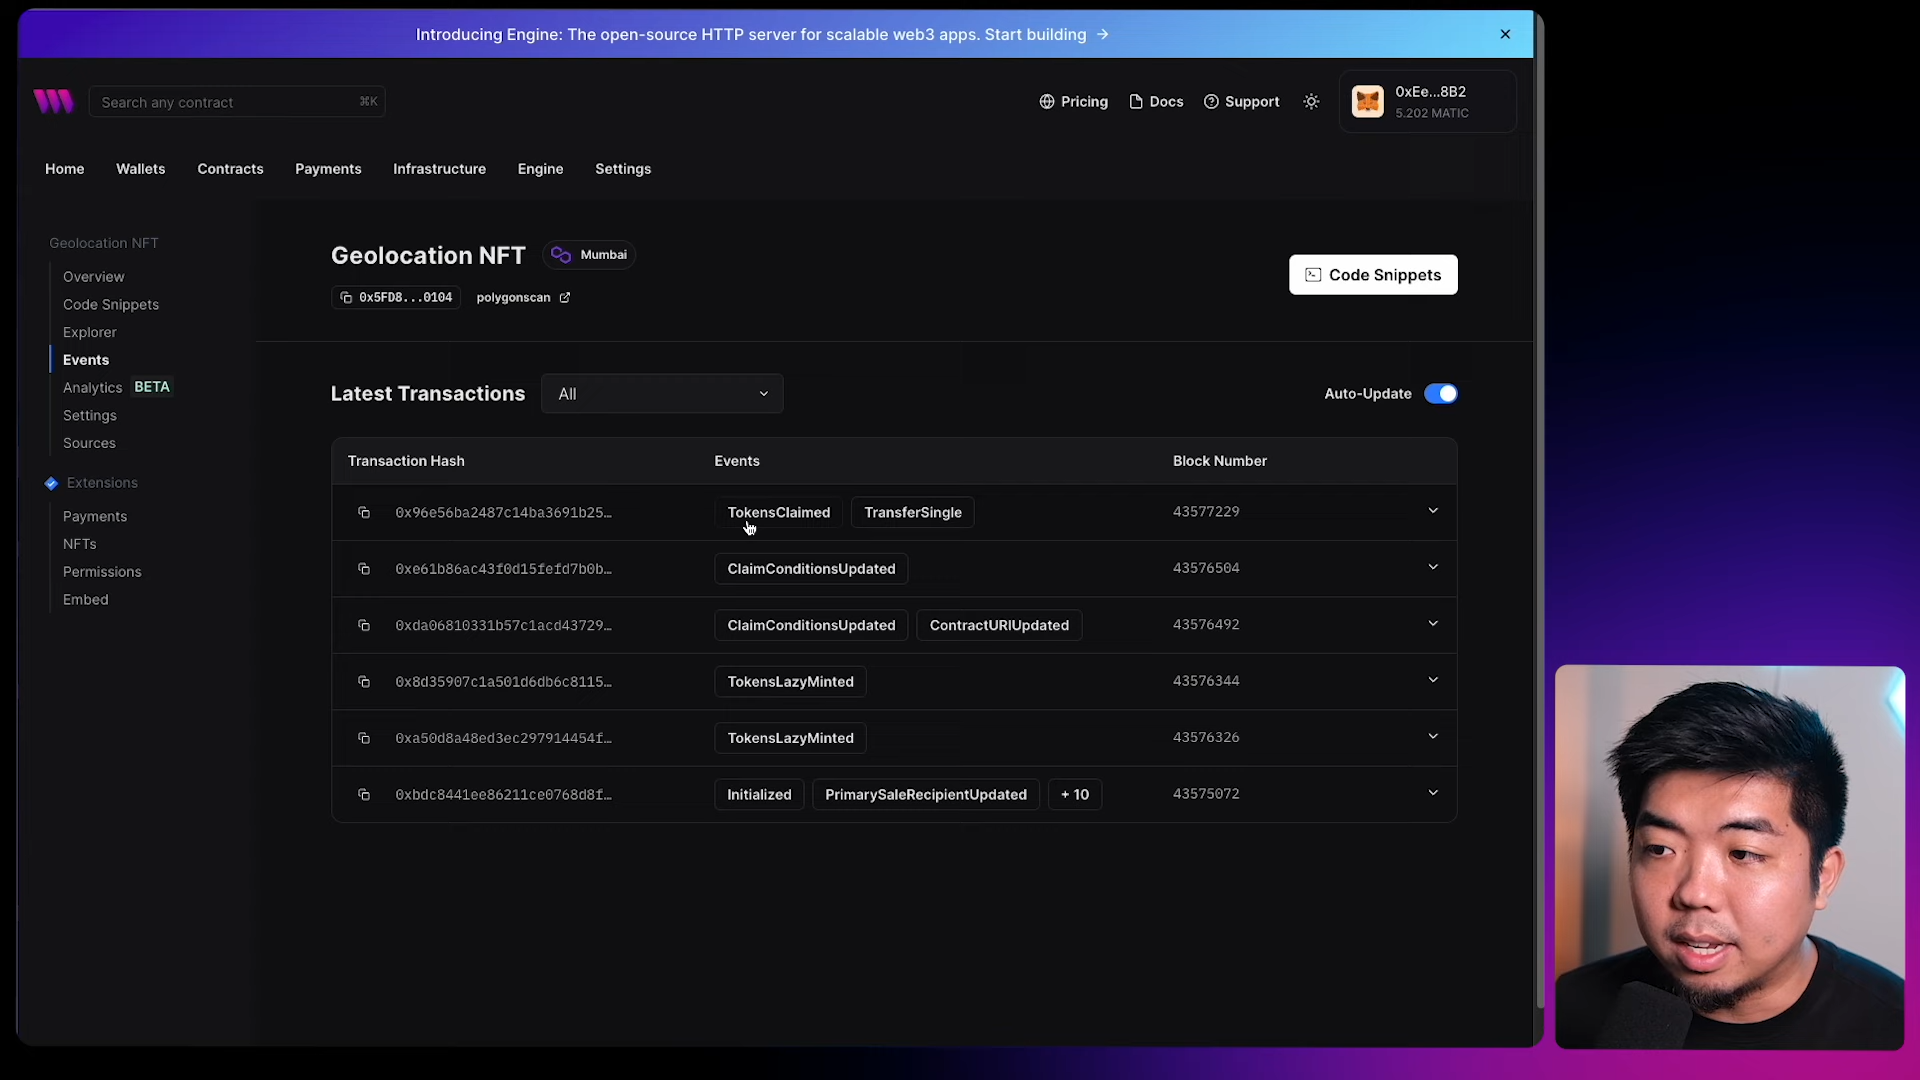 Introducing Engine: The open-source HTTP server for scalable web3 apps. Start building →
Search any contract ⌘K
Pricing Docs Support
0xEe...8B2
5.202 MATIC
Home Wallets Contracts Payments Infrastructure Engine Settings
Geolocation NFT
Overview
Code Snippets
Explorer
Events
Analytics BETA
Settings
Sources
Extensions
Payments
NFTs
Permissions
Embed
Geolocation NFT Mumbai
0x5FD8...0104 polygonscan
Code Snippets
Latest Transactions All Auto-Update
Transaction Hash Events Block Number
0x96e56ba2487c14ba3691b25… TokensClaimed TransferSingle 43577229
0xe61b86ac43f0d15fefd7b0b… ClaimConditionsUpdated 43576504
0xda06810331b57c1acd43729… ClaimConditionsUpdated ContractURIUpdated 43576492
0x8d35907c1a501d6db6c8115… TokensLazyMinted 43576344
0xa50d8a48ed3ec297914454f… TokensLazyMinted 43576326
0xbdc8441ee86211ce0768d8f… Initialized PrimarySaleRecipientUpdated + 10 43575072